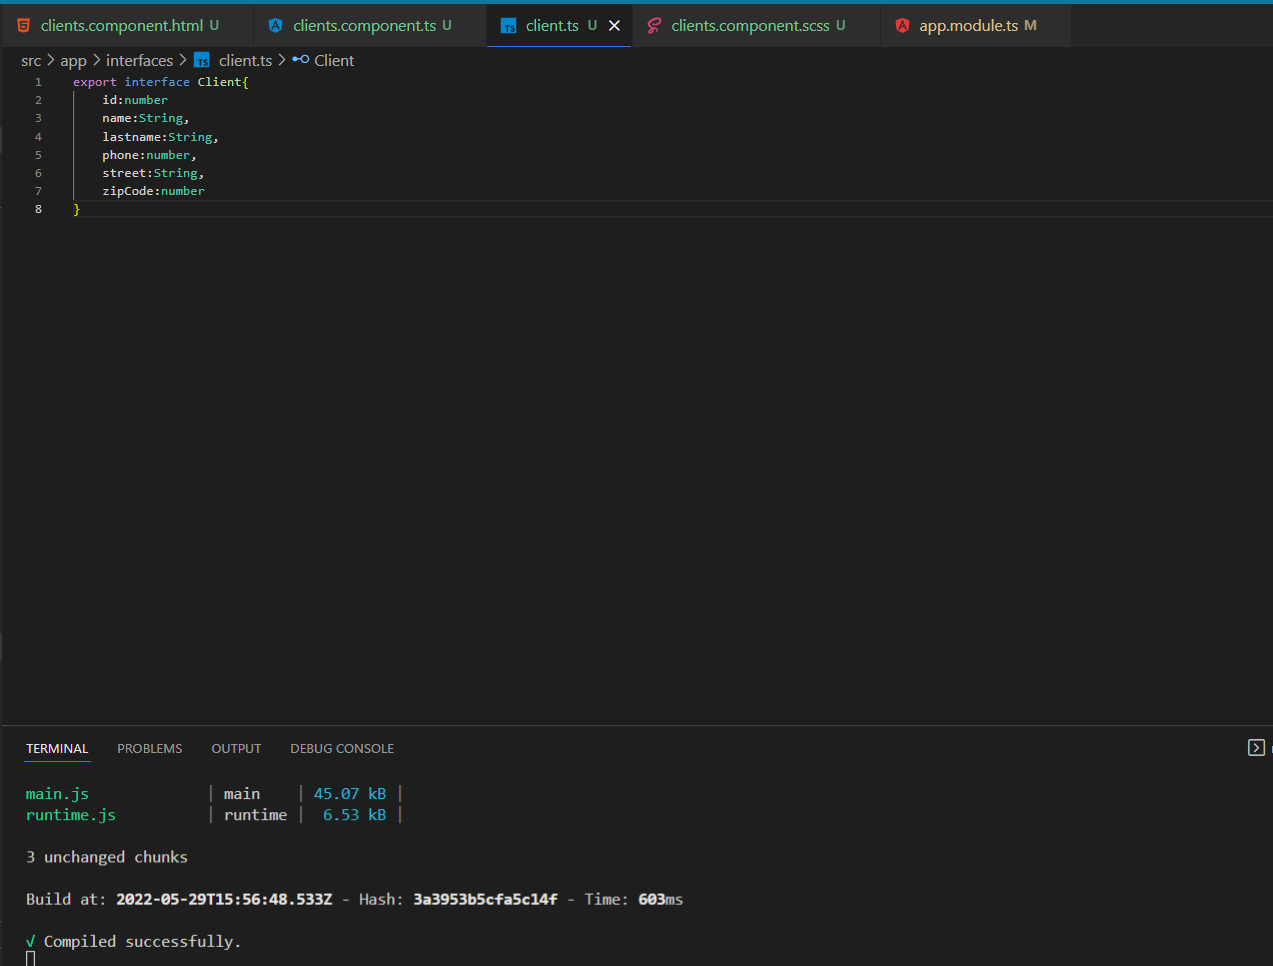 clients.component.html U clients.component.ts U TS client.ts U clients.component.scss U app.module.ts M
src > app > interfaces > TS client.ts > Client
1 export interface Client{
2 id:number
3 name:String,
4 lastname:String,
5 phone:number,
6 street:String,
7 zipCode:number
8 }
TERMINAL PROBLEMS OUTPUT DEBUG CONSOLE
main.js | main | 45.07 kB |
runtime.js | runtime | 6.53 kB |
3 unchanged chunks
Build at: 2022-05-29T15:56:48.533Z - Hash: 3a3953b5cfa5c14f - Time: 603ms
√ Compiled successfully.